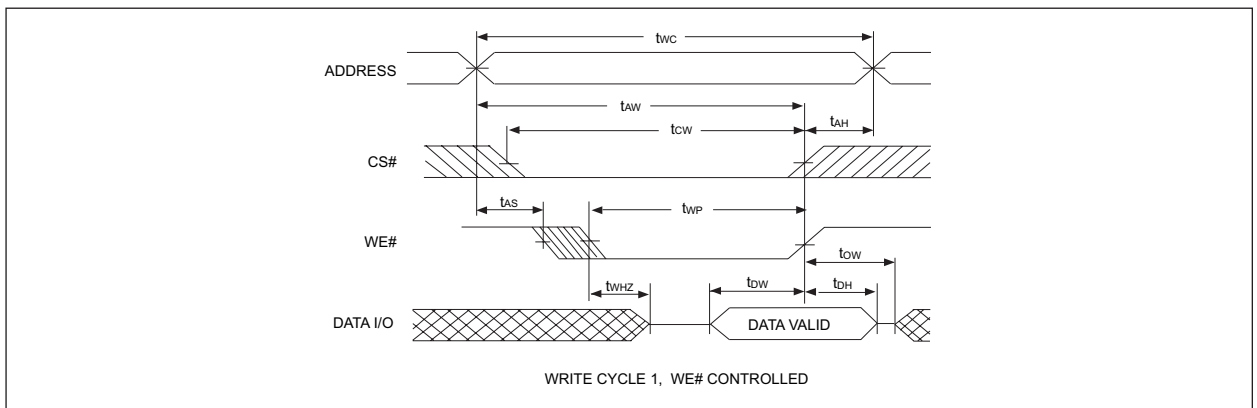 tWC
ADDRESS
tAW
tCW
tAH
CS#
tAS
tWP
WE#
tOW
tWHZ
tDW
tDH
DATA I/O
DATA VALID
WRITE CYCLE 1, WE# CONTROLLED